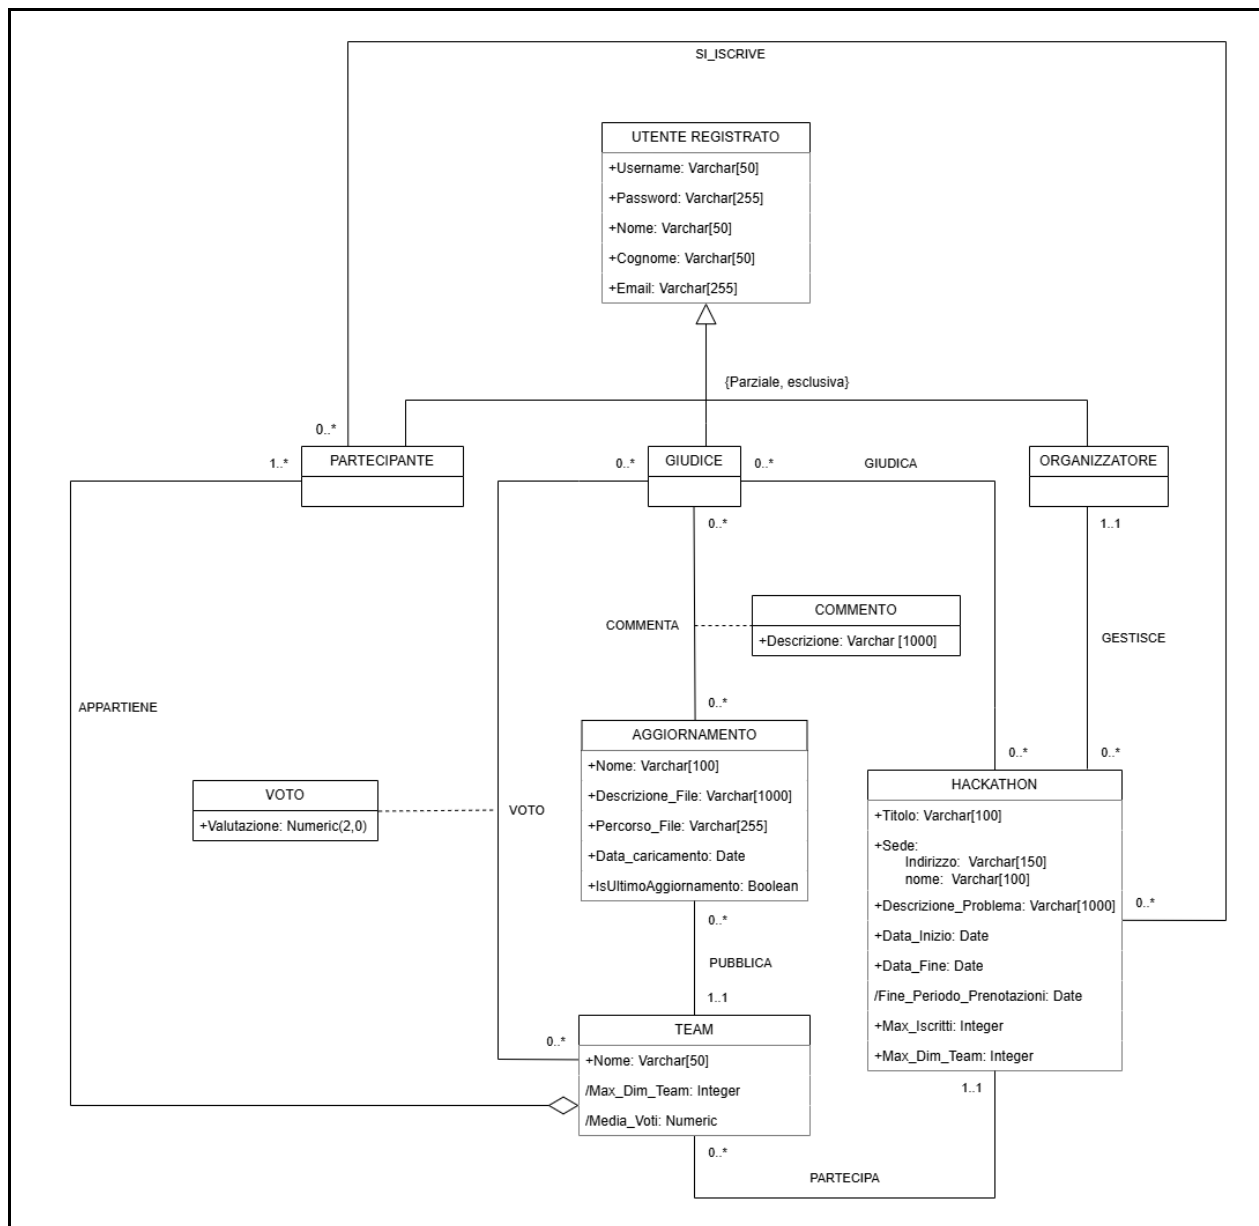 SI_ISCRIVE
UTENTE REGISTRATO
+Username: Varchar[50]
+Password: Varchar[255]
+Nome: Varchar[50]
+Cognome: Varchar[50]
+Email: Varchar[255]
{Parziale, esclusiva}
0..*
1..*
PARTECIPANTE
0..*
GIUDICE
0..*
GIUDICA
ORGANIZZATORE
0..*
1..1
COMMENTO
+Descrizione: Varchar [1000]
COMMENTA
GESTISCE
APPARTIENE
0..*
AGGIORNAMENTO
+Nome: Varchar[100]
+Descrizione_File: Varchar[1000]
+Percorso_File: Varchar[255]
+Data_caricamento: Date
+IsUltimoAggiornamento: Boolean
VOTO
+Valutazione: Numeric(2,0)
VOTO
0..*
0..*
HACKATHON
+Titolo: Varchar[100]
+Sede:
Indirizzo: Varchar[150]
nome: Varchar[100]
+Descrizione_Problema: Varchar[1000]
+Data_Inizio: Date
+Data_Fine: Date
/Fine_Periodo_Prenotazioni: Date
+Max_Iscritti: Integer
+Max_Dim_Team: Integer
0..*
0..*
PUBBLICA
1..1
0..*
TEAM
+Nome: Varchar[50]
/Max_Dim_Team: Integer
/Media_Voti: Numeric
1..1
0..*
PARTECIPA